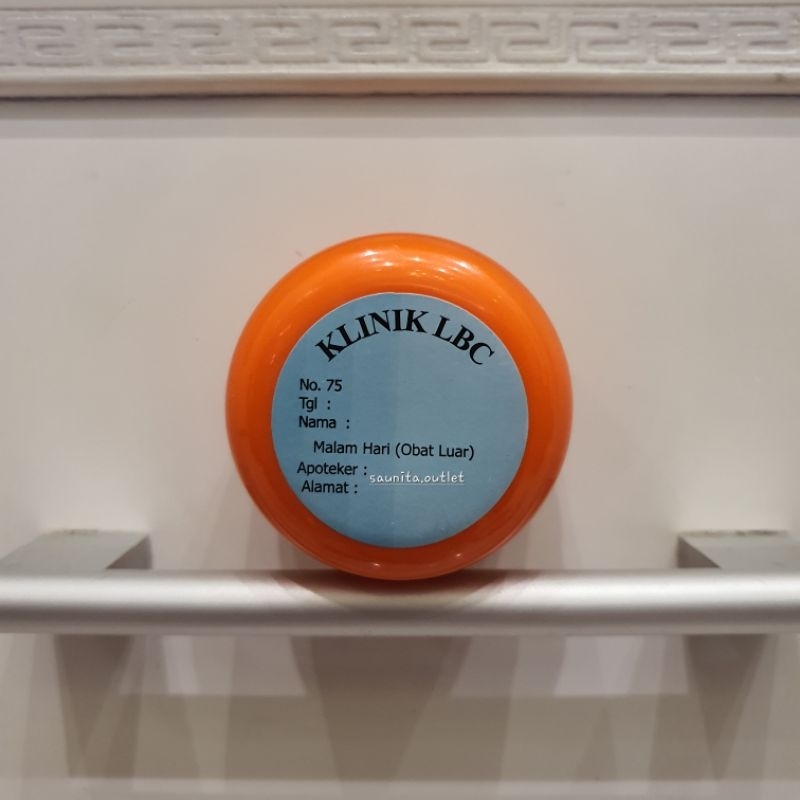 KLINIK LBC
No. 75
Tgl :
Nama :
Malam Hari (Obat Luar)
Apoteker :
saunita.outlet
Alamat :